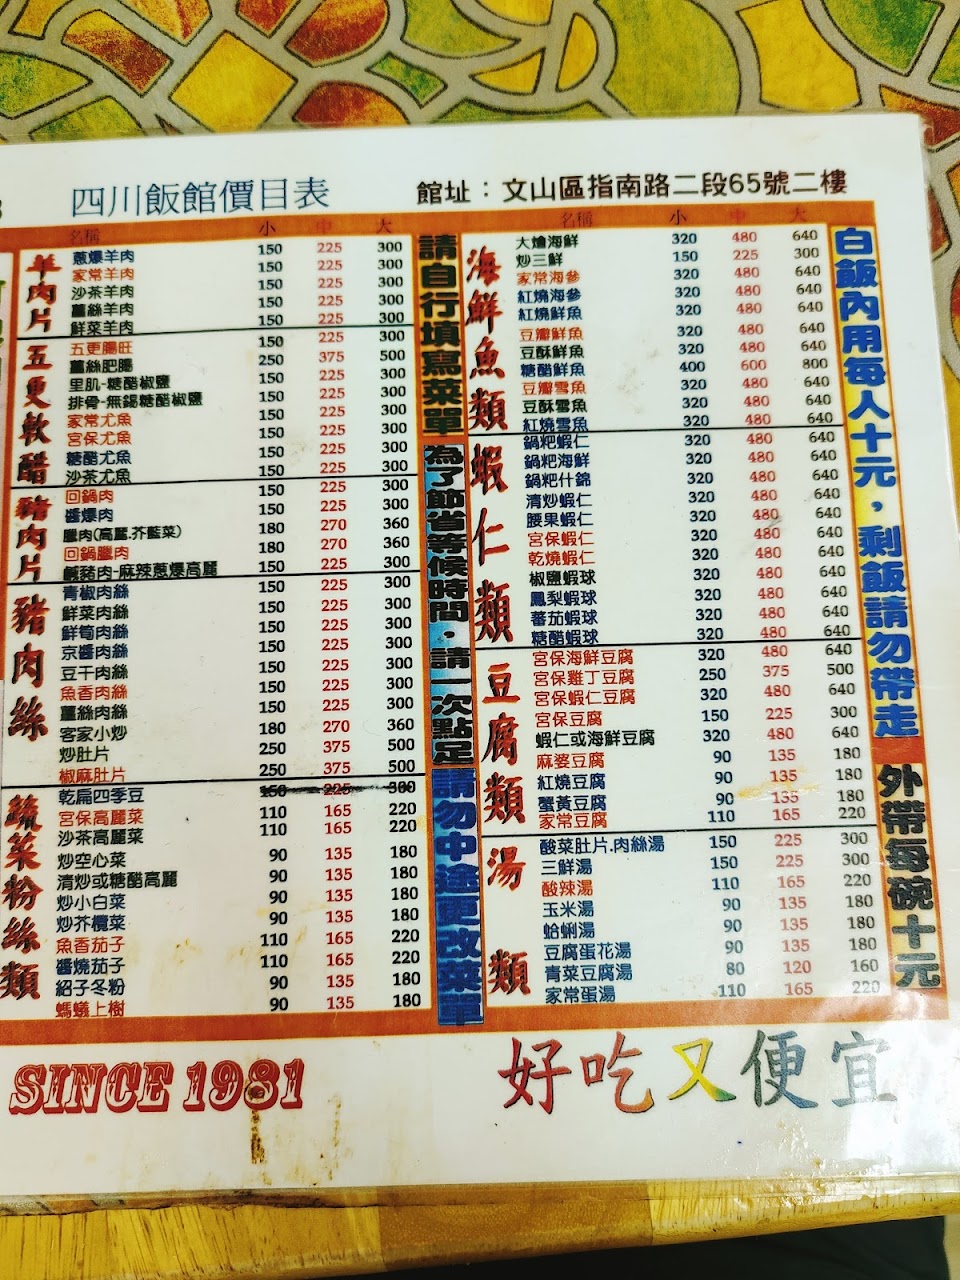 四川飯館價目表
館址：文山區指南路二段65號二樓
名稱 小 中 大
羊肉片
蔥爆羊肉 150 225 300
家常羊肉 150 225 300
沙茶羊肉 150 225 300
薑絲羊肉 150 225 300
鮮菜羊肉 150 225 300
五更軟醋
五更腸旺 150 225 300
薑絲肥腸 250 375 500
里肌-糖醋椒鹽 150 225 300
排骨-無錫糖醋椒鹽 150 225 300
家常尤魚 150 225 300
宮保尤魚 150 225 300
糖醋尤魚 150 225 300
沙茶尤魚 150 225 300
豬肉片
回鍋肉 150 225 300
醬爆肉 150 225 300
臘肉(高麗.芥藍菜) 180 270 360
回鍋臘肉 180 270 360
鹹豬肉-麻辣蔥爆高麗 150 225 300
豬肉絲
青椒肉絲 150 225 300
鮮菜肉絲 150 225 300
鮮筍肉絲 150 225 300
京醬肉絲 150 225 300
豆干肉絲 150 225 300
魚香肉絲 150 225 300
薑絲肉絲 150 225 300
客家小炒 180 270 360
炒肚片 250 375 500
椒麻肚片 250 375 500
蔬菜粉絲類
乾扁四季豆 150 225 300
宮保高麗菜 110 165 220
沙茶高麗菜 110 165 220
炒空心菜 90 135 180
清炒或糖醋高麗 90 135 180
炒小白菜 90 135 180
炒芥欖菜 90 135 180
魚香茄子 110 165 220
醬燒茄子 110 165 220
紹子冬粉 90 135 180
螞蟻上樹 90 135 180
請自行填寫菜單
為了節省等候時間，請一次點足
請勿中途更改菜單
名稱 小 中 大
海鮮魚類
大燴海鮮 320 480 640
炒三鮮 150 225 300
家常海參 320 480 640
紅燒海參 320 480 640
紅燒鮮魚 320 480 640
豆瓣鮮魚 320 480 640
豆酥鮮魚 320 480 640
糖醋鮮魚 400 600 800
豆瓣雪魚 320 480 640
豆酥雪魚 320 480 640
紅燒雪魚 320 480 640
蝦仁類
鍋粑蝦仁 320 480 640
鍋粑海鮮 320 480 640
鍋粑什錦 320 480 640
清炒蝦仁 320 480 640
腰果蝦仁 320 480 640
宮保蝦仁 320 480 640
乾燒蝦仁 320 480 640
椒鹽蝦球 320 480 640
鳳梨蝦球 320 480 640
蕃茄蝦球 320 480 640
糖醋蝦球 320 480 640
豆腐類
宮保海鮮豆腐 320 480 640
宮保雞丁豆腐 250 375 500
宮保蝦仁豆腐 320 480 640
宮保豆腐 150 225 300
蝦仁或海鮮豆腐 320 480 640
麻婆豆腐 90 135 180
紅燒豆腐 90 135 180
蟹黃豆腐 90 135 180
家常豆腐 110 165 220
湯類
酸菜肚片.肉絲湯 150 225 300
三鮮湯 150 225 300
酸辣湯 110 165 220
玉米湯 90 135 180
蛤蜊湯 90 135 180
豆腐蛋花湯 90 135 180
青菜豆腐湯 80 120 160
家常蛋湯 110 165 220
白飯內用每人十元，剩飯請勿帶走
外帶每碗十元
SINCE 1981
好吃又便宜